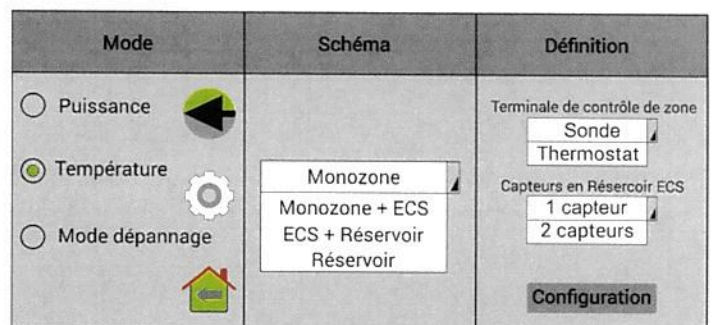 Mode
Schéma
Définition
Puissance
Température
Mode dépannage
Monozone
Monozone + ECS
ECS + Réservoir
Réservoir
Terminale de contrôle de zone
Sonde
Thermostat
Capteurs en Résercoir ECS
1 capteur
2 capteurs
Configuration